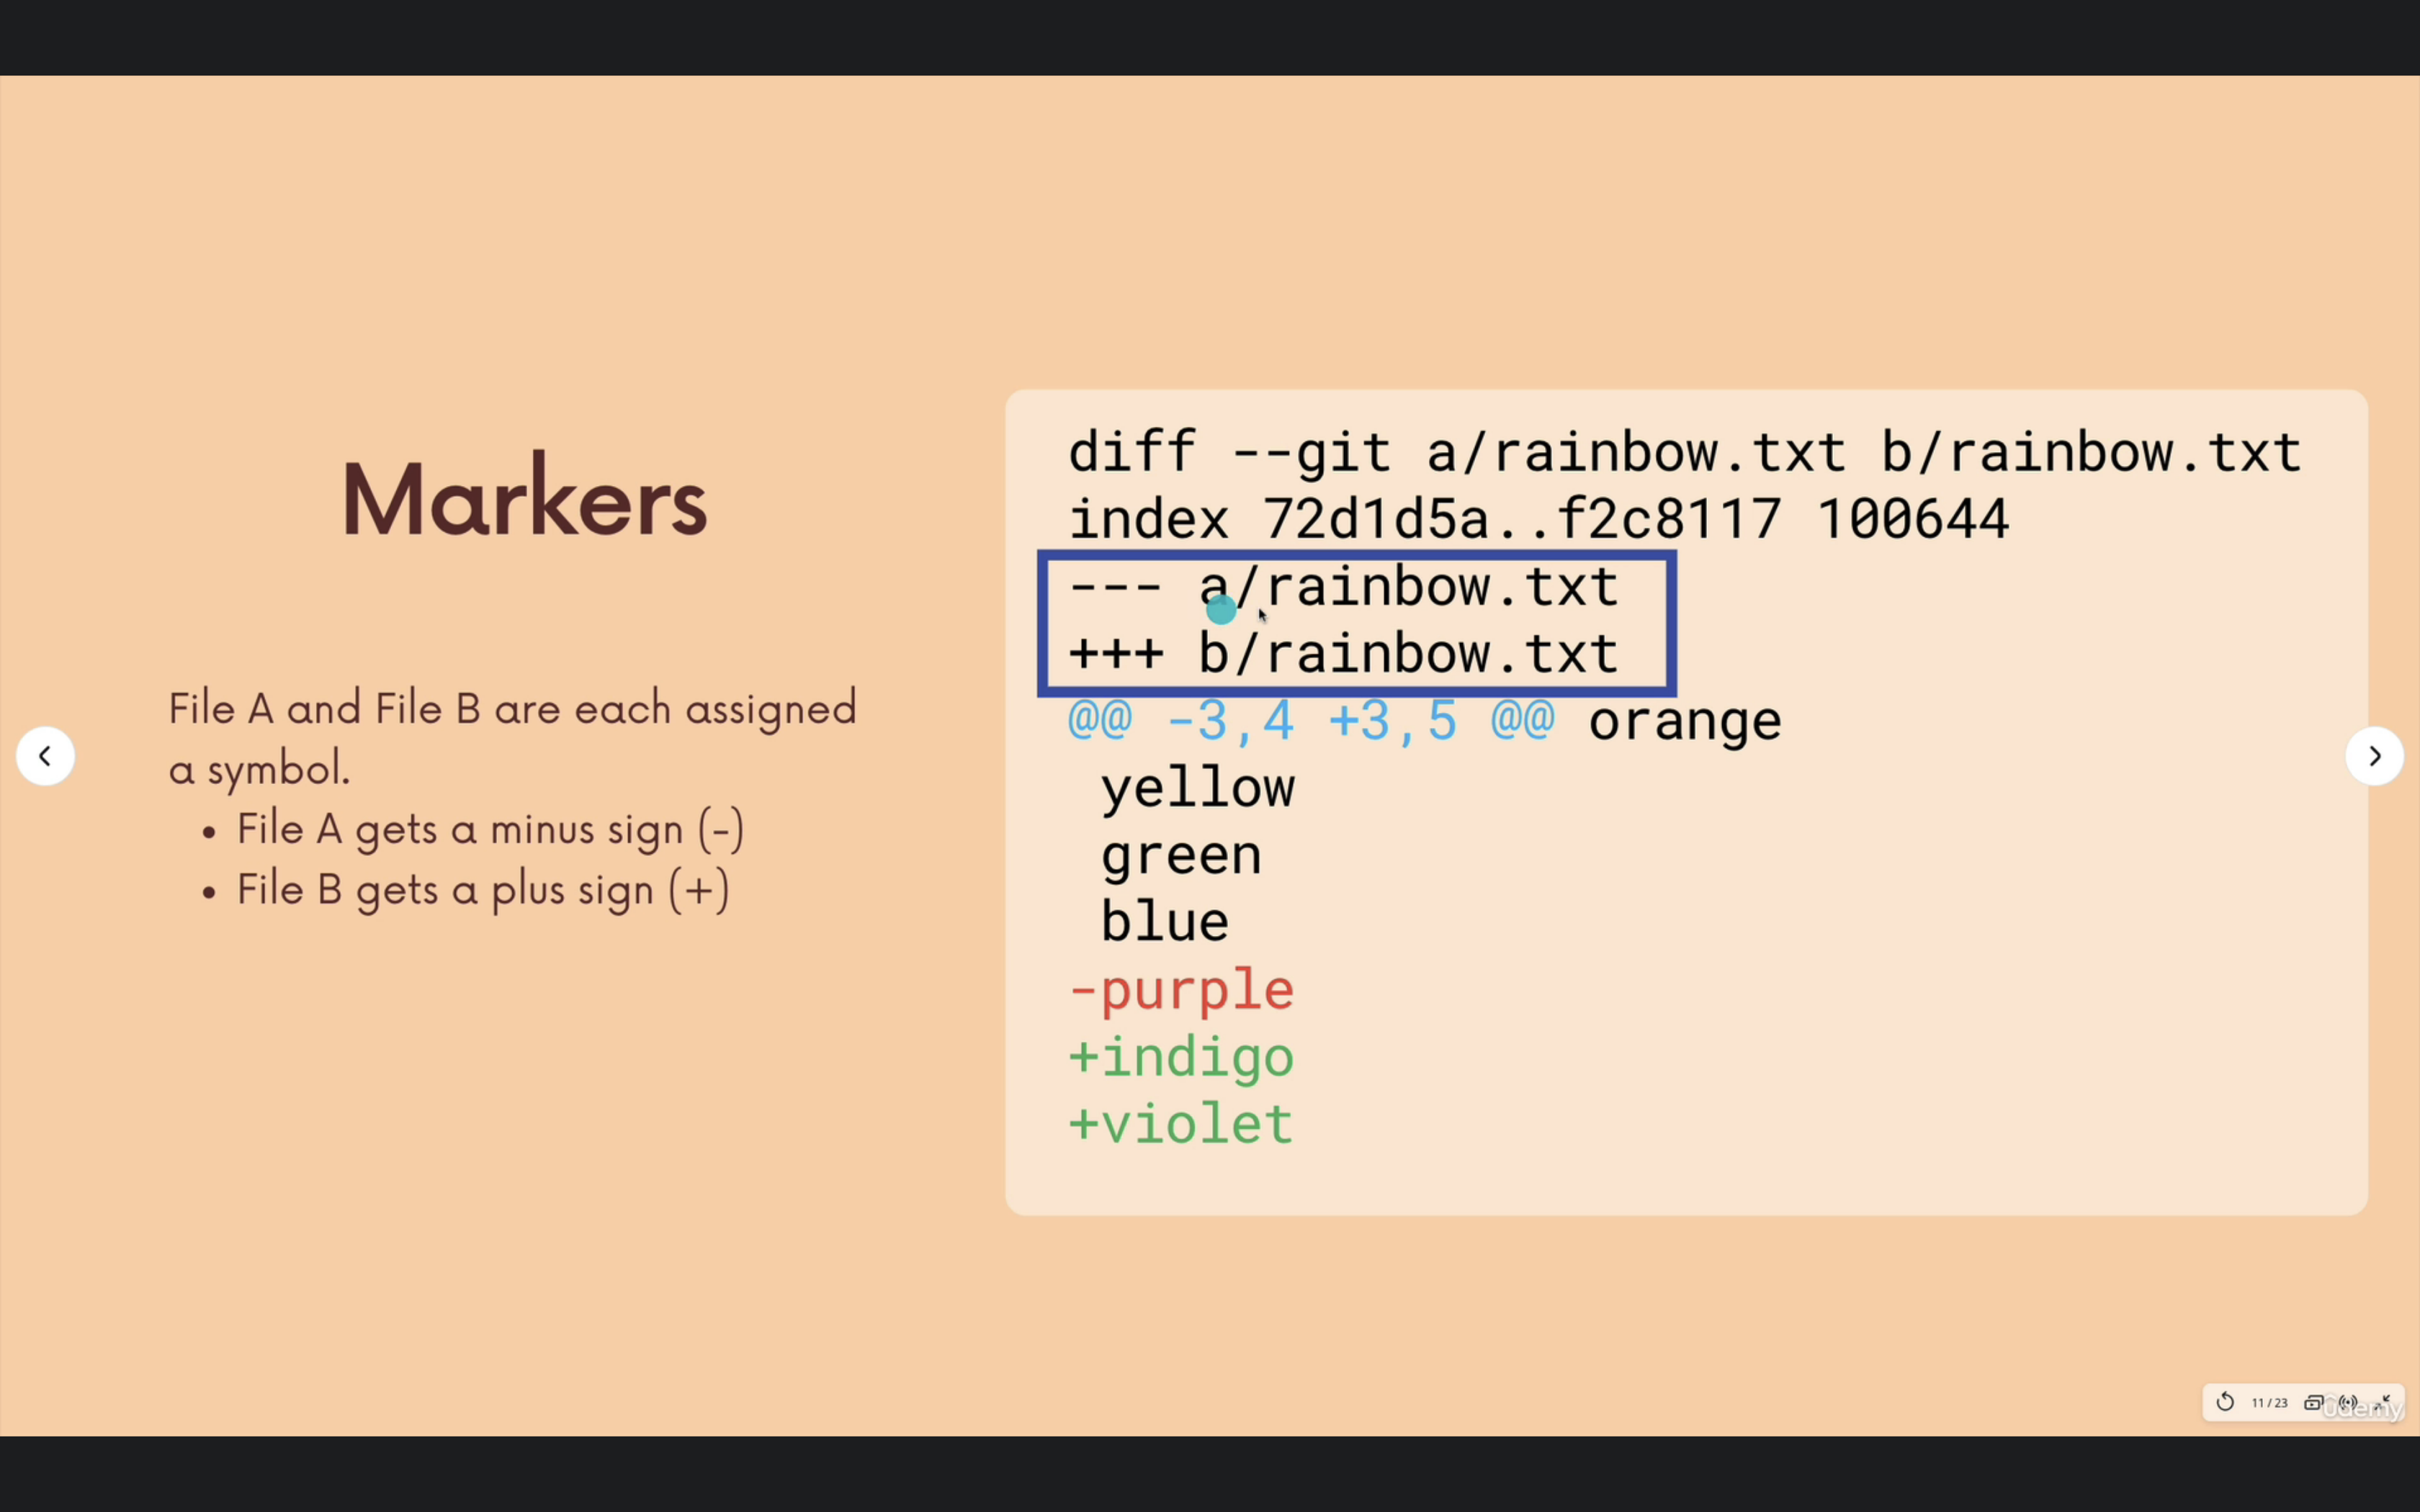 Markers
File A and File B are each assigned
a symbol.
• File A gets a minus sign (-)
• File B gets a plus sign (+)
diff --git a/rainbow.txt b/rainbow.txt
index 72d1d5a..f2c8117 100644
--- a/rainbow.txt
+++ b/rainbow.txt
@@ -3,4 +3,5 @@ orange
 yellow
 green
 blue
-purple
+indigo
+violet
11 / 23
udemy